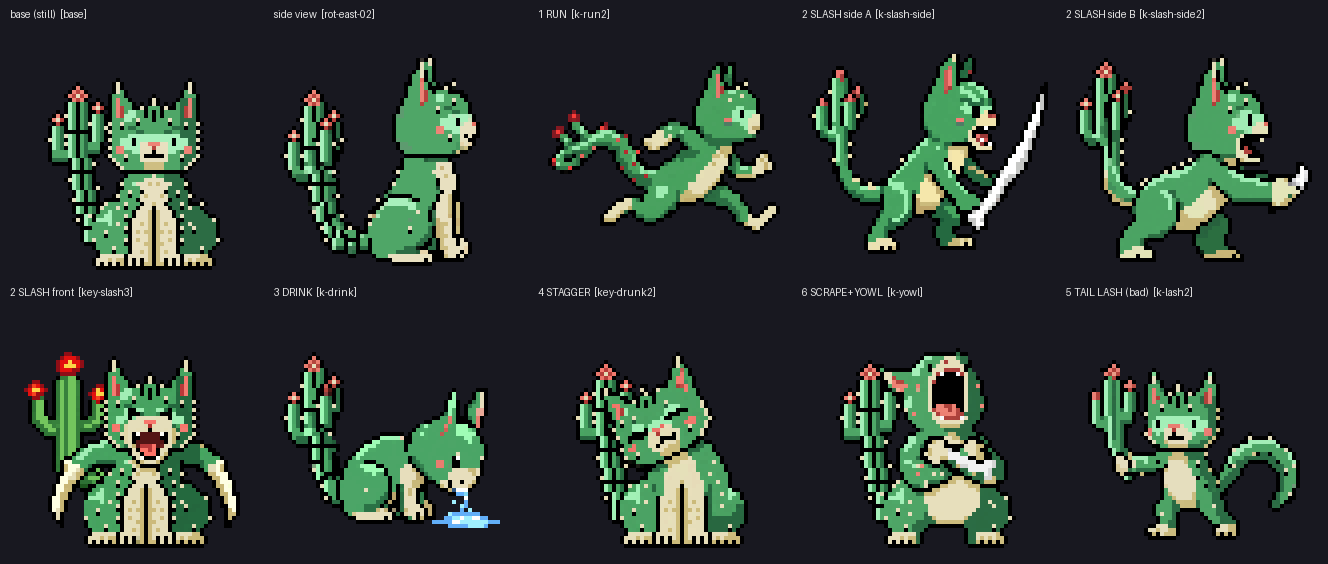 base (still) [base]
side view [rot-east-02]
1 RUN [k-run2]
2 SLASH side A [k-slash-side]
2 SLASH side B [k-slash-side2]
2 SLASH front [key-slash3]
3 DRINK [k-drink]
4 STAGGER [key-drunk2]
6 SCRAPE+YOWL [k-yowl]
5 TAIL LASH (bad) [k-lash2]